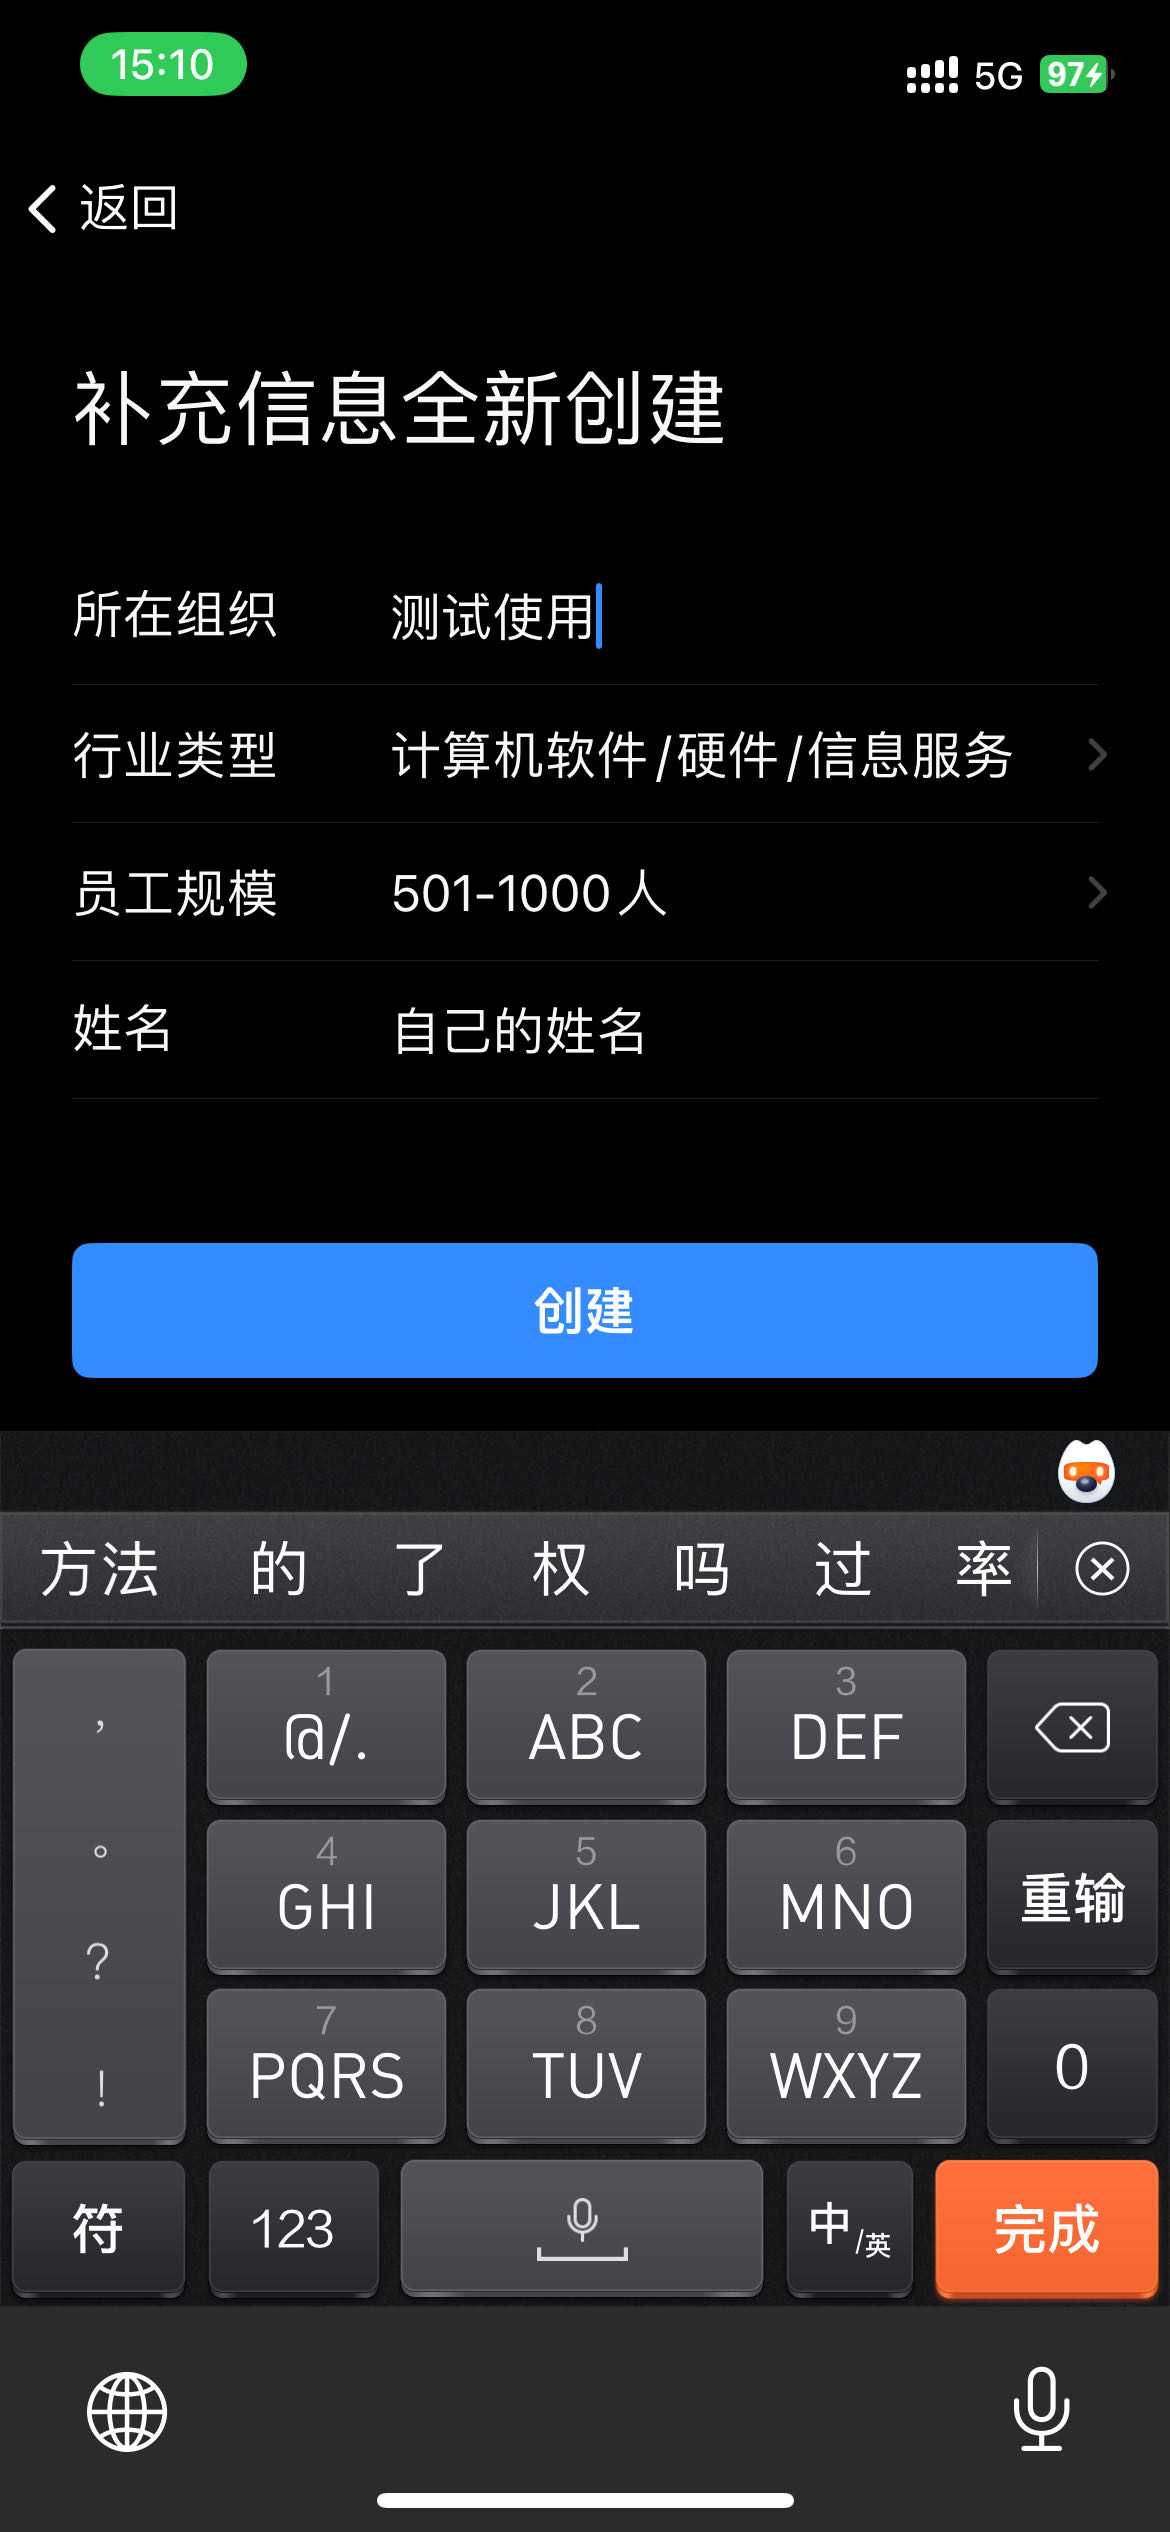 15:10 5G 97
返回
补充信息全新创建
所在组织 测试使用
行业类型 计算机软件/硬件/信息服务
员工规模 501-1000人
姓名 自己的姓名
创建
方法 的 了 权 吗 过 率
， 1 2 3
@/. ABC DEF
。 4 5 6
GHI JKL MNO 重输
？ 7 8 9
！ PQRS TUV WXYZ 0
符 123 中/英 完成